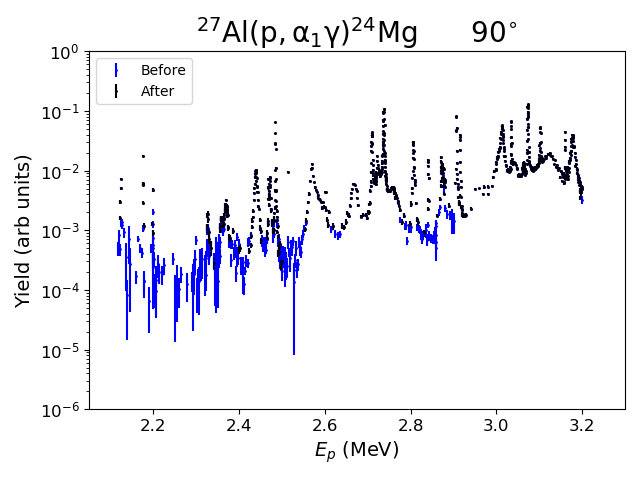 ²⁷Al(p, α₁γ)²⁴Mg 90°
Before
After
Yield (arb units)
10⁰
10⁻¹
10⁻²
10⁻³
10⁻⁴
10⁻⁵
10⁻⁶
2.2 2.4 2.6 2.8 3.0 3.2
Eₚ (MeV)